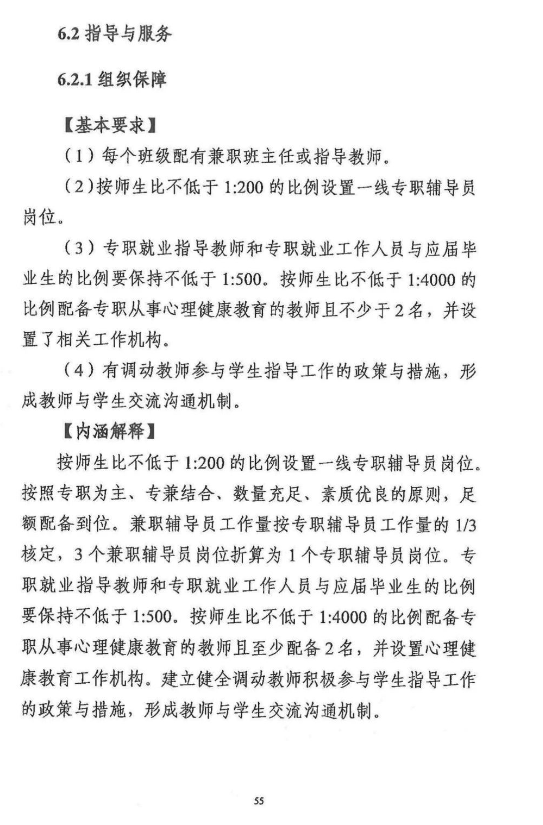 6.2 指导与服务
6.2.1 组织保障
【基本要求】
（1）每个班级配有兼职班主任或指导教师。
（2）按师生比不低于 1:200 的比例设置一线专职辅导员
岗位。
（3）专职就业指导教师和专职就业工作人员与应届毕
业生的比例要保持不低于 1:500。按师生比不低于 1:4000 的
比例配备专职从事心理健康教育的教师且不少于 2 名，并设
置了相关工作机构。
（4）有调动教师参与学生指导工作的政策与措施，形
成教师与学生交流沟通机制。
【内涵解释】
按师生比不低于 1:200 的比例设置一线专职辅导员岗位。
按照专职为主、专兼结合、数量充足、素质优良的原则，足
额配备到位。兼职辅导员工作量按专职辅导员工作量的 1/3
核定，3 个兼职辅导员岗位折算为 1 个专职辅导员岗位。专
职就业指导教师和专职就业工作人员与应届毕业生的比例
要保持不低于 1:500。按师生比不低于 1:4000 的比例配备专
职从事心理健康教育的教师且至少配备 2 名，并设置心理健
康教育工作机构。建立健全调动教师积极参与学生指导工作
的政策与措施，形成教师与学生交流沟通机制。
55